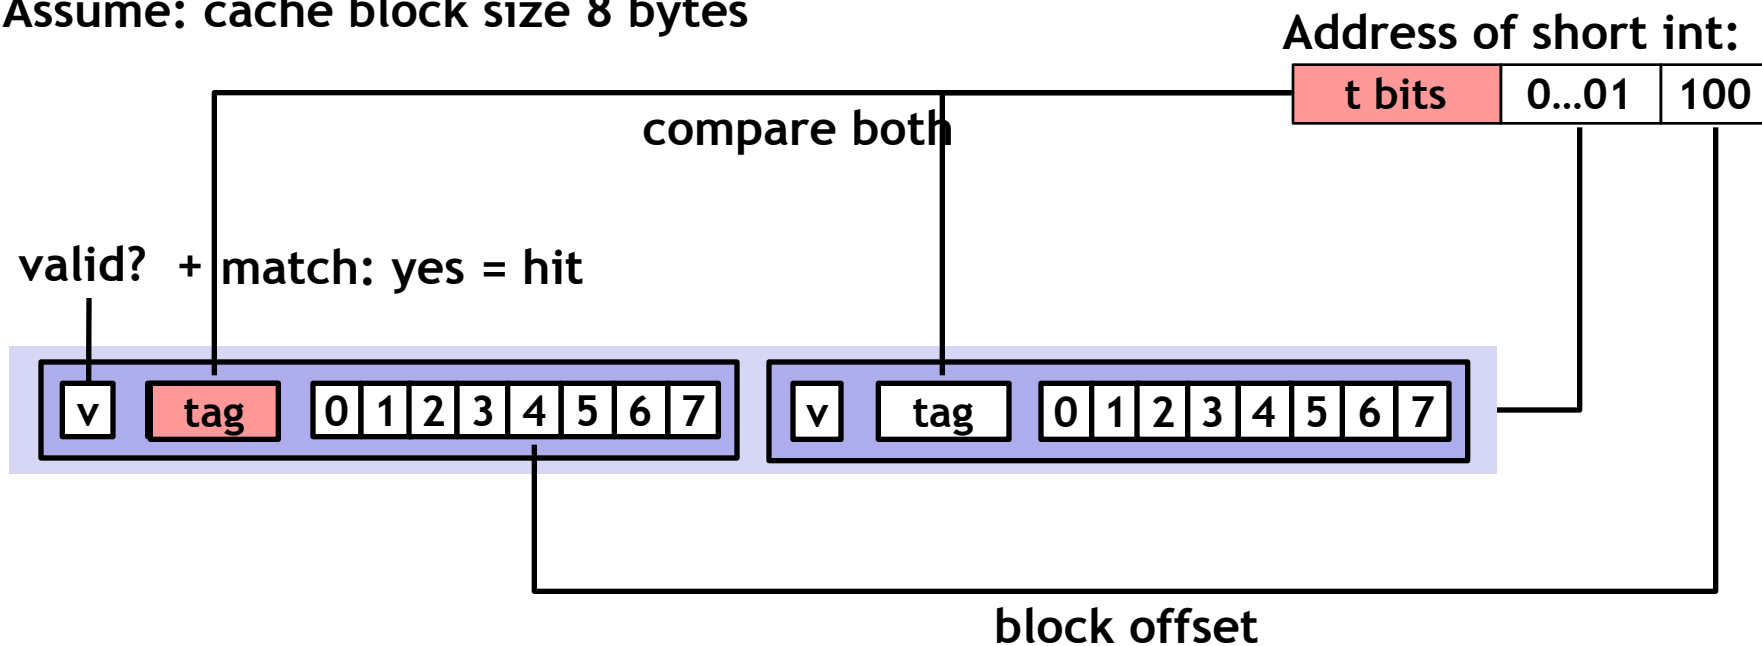 Assume: cache block size 8 bytes
Address of short int:
t bits 0...01 100
compare both
valid? + match: yes = hit
v tag 0 1 2 3 4 5 6 7 v tag 0 1 2 3 4 5 6 7
block offset